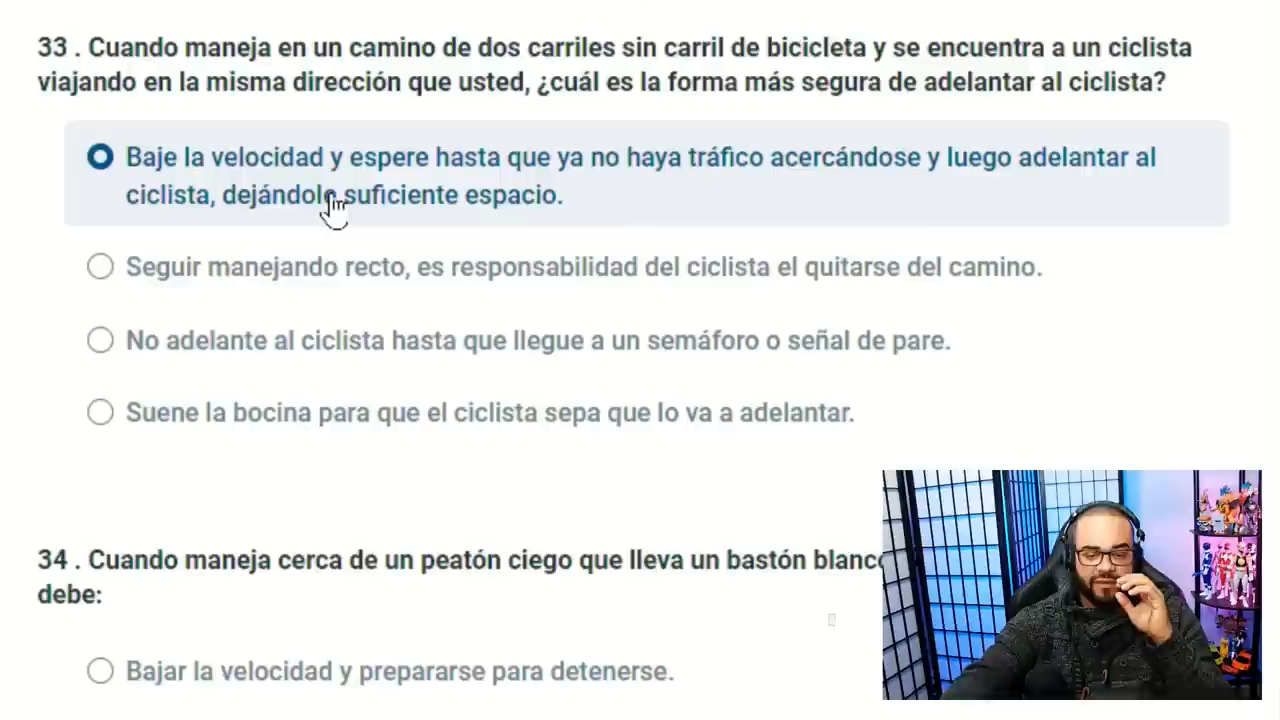 33 . Cuando maneja en un camino de dos carriles sin carril de bicicleta y se encuentra a un ciclista
viajando en la misma dirección que usted, ¿cuál es la forma más segura de adelantar al ciclista?
Baje la velocidad y espere hasta que ya no haya tráfico acercándose y luego adelantar al
ciclista, dejándole suficiente espacio.
Seguir manejando recto, es responsabilidad del ciclista el quitarse del camino.
No adelante al ciclista hasta que llegue a un semáforo o señal de pare.
Suene la bocina para que el ciclista sepa que lo va a adelantar.
34 . Cuando maneja cerca de un peatón ciego que lleva un bastón blanco
debe:
Bajar la velocidad y prepararse para detenerse.